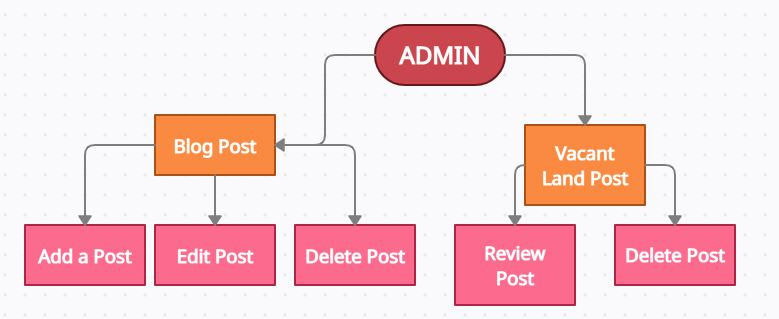 ADMIN
Blog Post
Vacant
Land Post
Add a Post
Edit Post
Delete Post
Review
Post
Delete Post